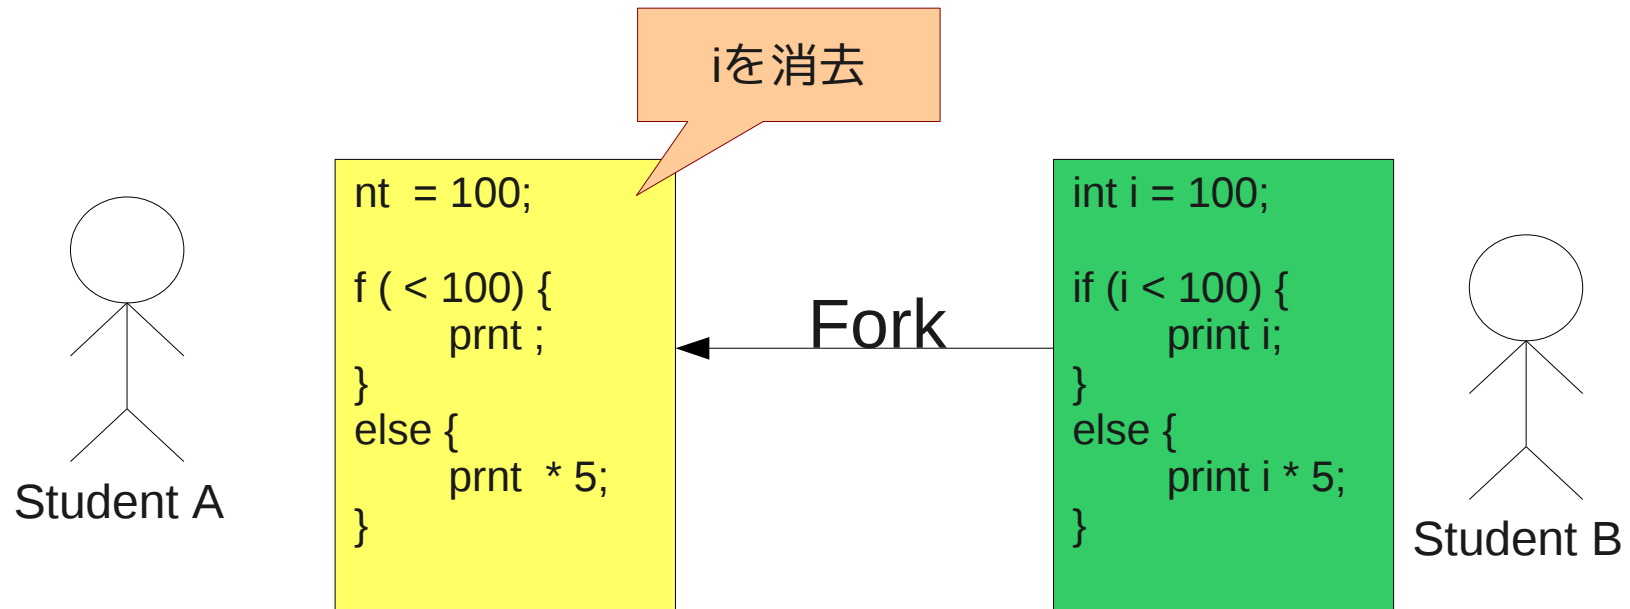 iを消去
nt  = 100;
f ( < 100) {
prnt ;
}
else {
prnt  * 5;
}
Student A
Fork
int i = 100;
if (i < 100) {
print i;
}
else {
print i * 5;
}
Student B